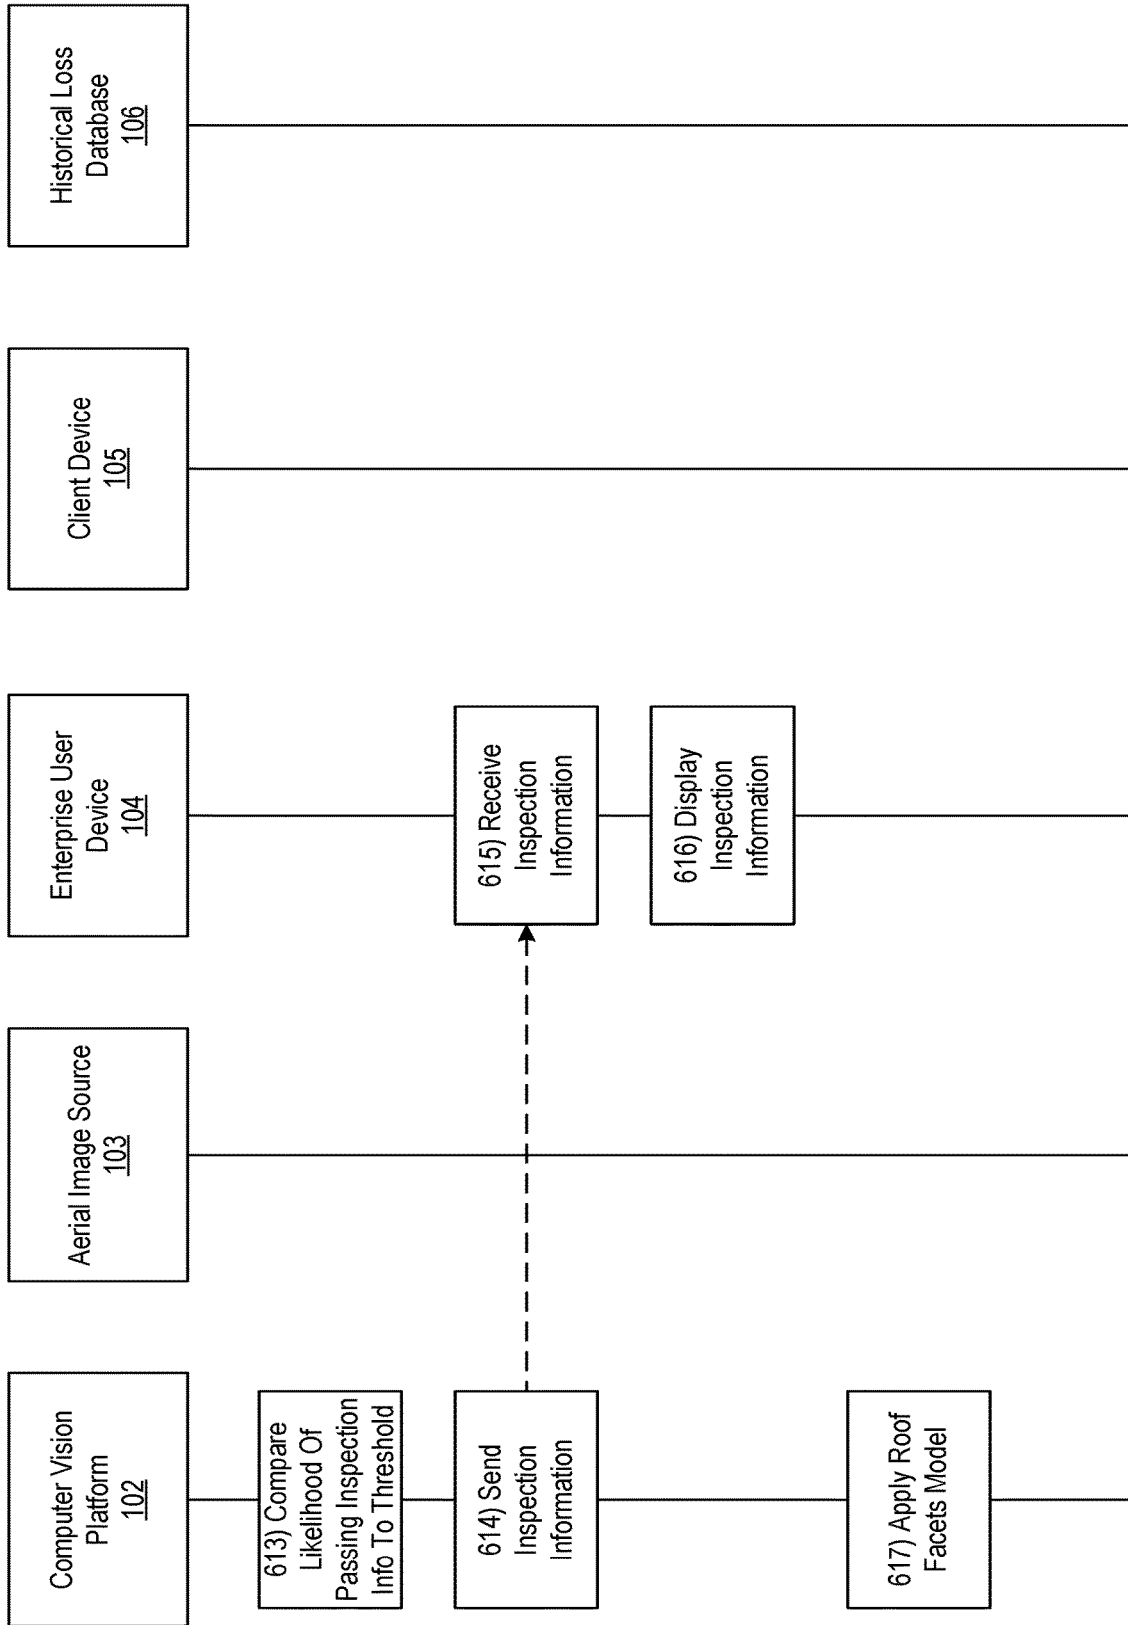 Computer Vision
Platform
102
Aerial Image Source
103
Enterprise User
Device
104
Client Device
105
Historical Loss
Database
106
613) Compare
Likelihood Of
Passing Inspection
Info To Threshold
614) Send
Inspection
Information
615) Receive
Inspection
Information
616) Display
Inspection
Information
617) Apply Roof
Facets Model